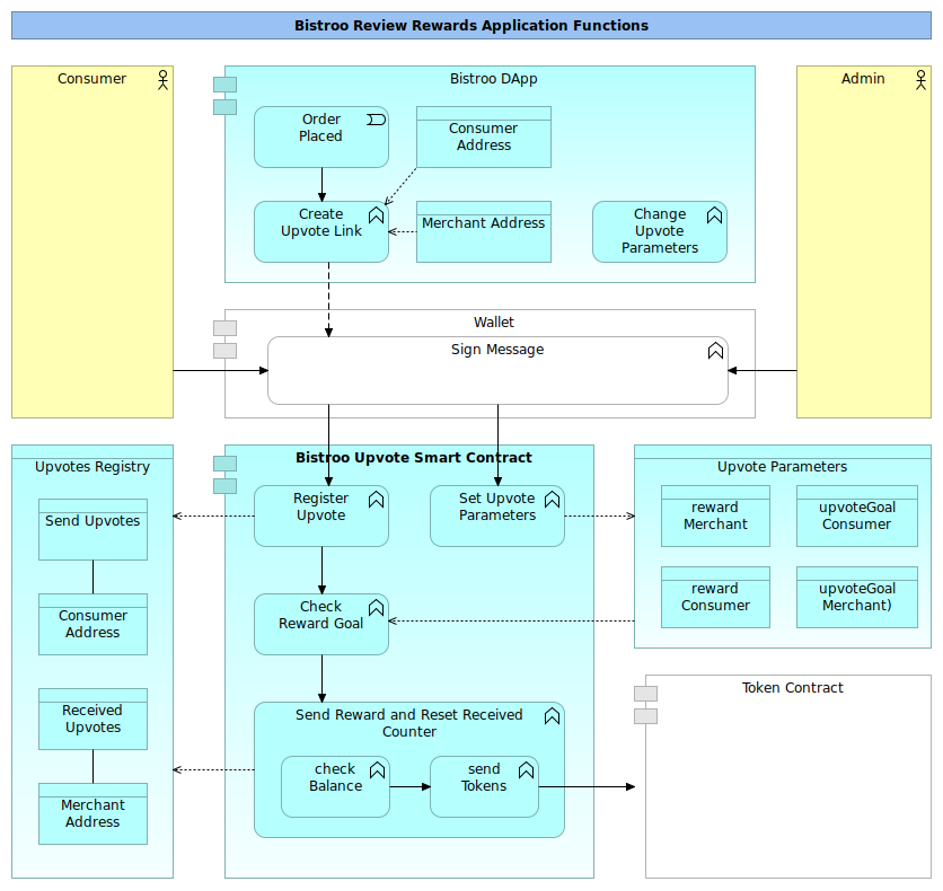 Bistroo Review Rewards Application Functions
Consumer
Bistroo DApp
Admin
Order
Placed
Consumer
Address
Create
Upvote Link
Merchant Address
Change
Upvote
Parameters
Wallet
Sign Message
Upvotes Registry
Send Upvotes
Consumer
Address
Received
Upvotes
Merchant
Address
Bistroo Upvote Smart Contract
Register
Upvote
Set Upvote
Parameters
Check
Reward Goal
Send Reward and Reset Received
Counter
check
Balance
send
Tokens
Upvote Parameters
reward
Merchant
upvoteGoal
Consumer
reward
Consumer
upvoteGoal
Merchant)
Token Contract